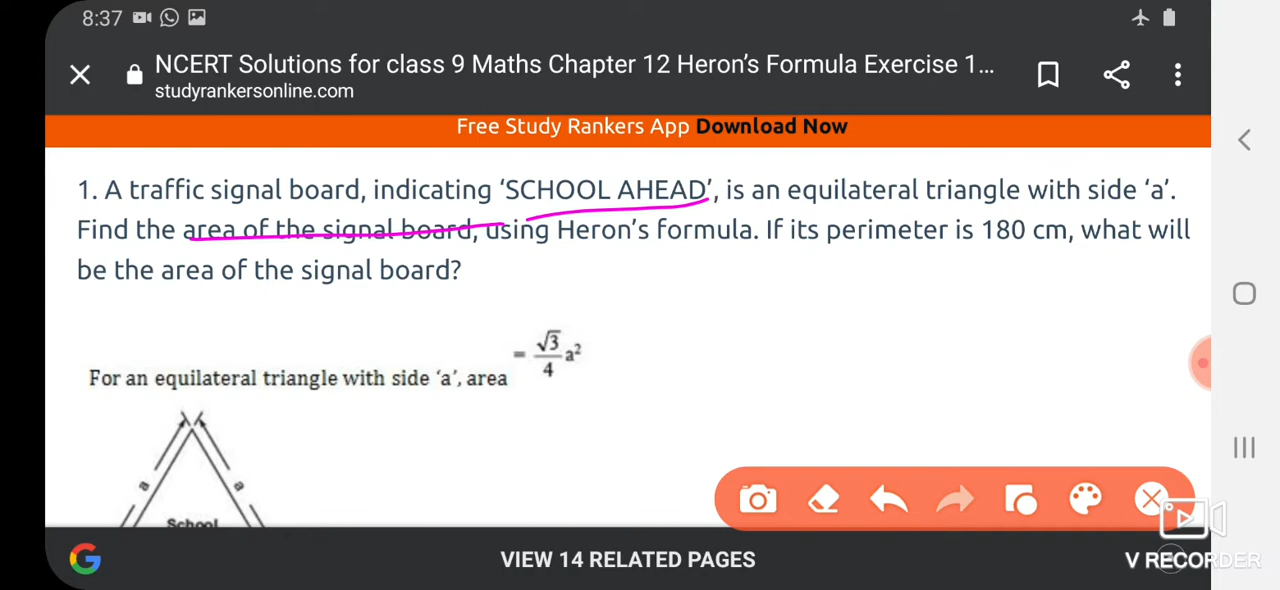 8:37
NCERT Solutions for class 9 Maths Chapter 12 Heron’s Formula Exercise 1...
studyrankersonline.com
Free Study Rankers App Download Now
1. A traffic signal board, indicating ‘SCHOOL AHEAD’, is an equilateral triangle with side ‘a’.
Find the area of the signal board, using Heron’s formula. If its perimeter is 180 cm, what will
be the area of the signal board?
For an equilateral triangle with side ‘a’, area = √3/4 a²
a a
School
VIEW 14 RELATED PAGES
V RECORDER